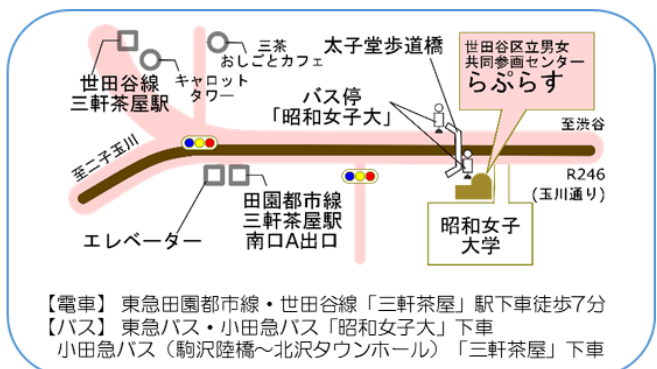 世田谷線
三軒茶屋駅
キャロット
タワー
三茶
おしごとカフェ
太子堂歩道橋
世田谷区立男女
共同参画センター
らぷらす
バス停
「昭和女子大」
至渋谷
至二子玉川
R246
(玉川通り)
エレベーター
田園都市線
三軒茶屋駅
南口A出口
昭和女子
大学
【電車】 東急田園都市線・世田谷線「三軒茶屋」駅下車徒歩7分
【バス】 東急バス・小田急バス「昭和女子大」下車
小田急バス（駒沢陸橋～北沢タウンホール）「三軒茶屋」下車